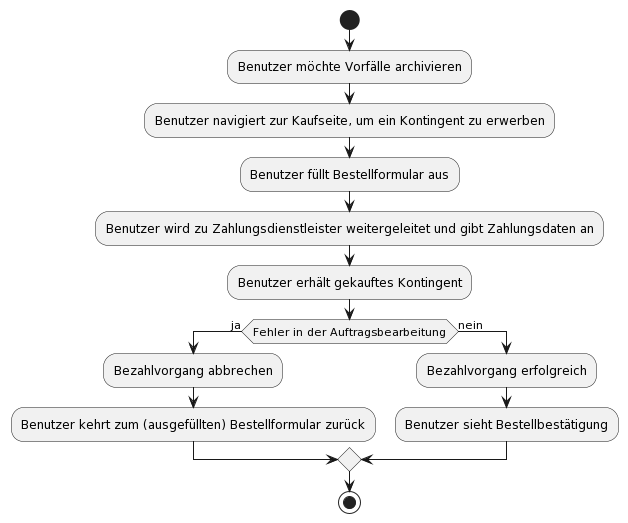 Benutzer möchte Vorfälle archivieren
Benutzer navigiert zur Kaufseite, um ein Kontingent zu erwerben
Benutzer füllt Bestellformular aus
Benutzer wird zu Zahlungsdienstleister weitergeleitet und gibt Zahlungsdaten an
Benutzer erhält gekauftes Kontingent
ja
Fehler in der Auftragsbearbeitung
nein
Bezahlvorgang abbrechen
Bezahlvorgang erfolgreich
Benutzer kehrt zum (ausgefüllten) Bestellformular zurück
Benutzer sieht Bestellbestätigung